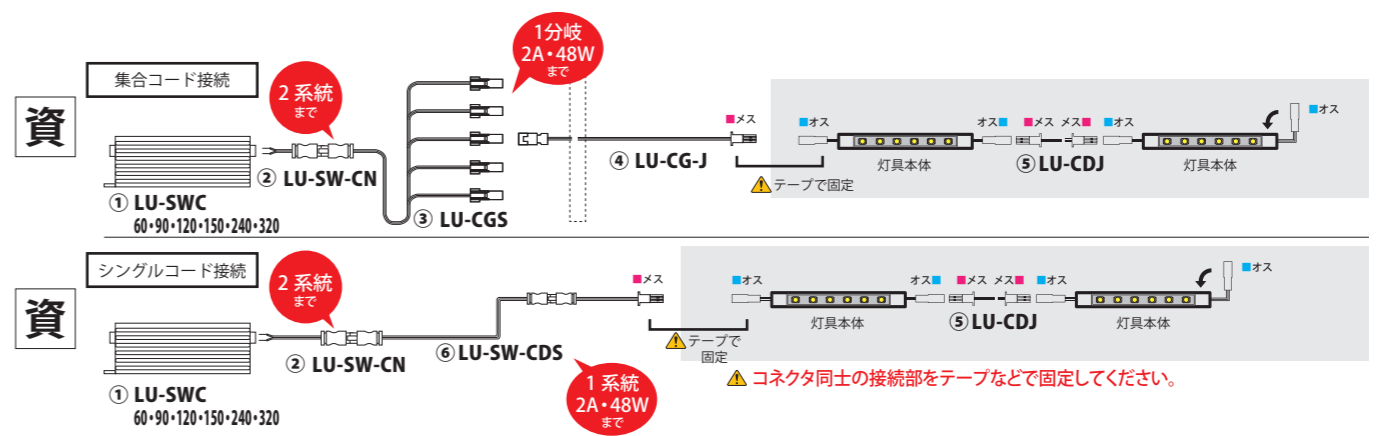 資
集合コード接続
2 系統
まで
1分岐
2A・48W
まで
① LU-SWC
60・90・120・150・240・320
② LU-SW-CN
③ LU-CGS
④ LU-CG-J
■メス
■オス
オス■
■メス
メス■
■オス
■オス
灯具本体
⑤ LU-CDJ
灯具本体
テープで固定
資
シングルコード接続
2 系統
まで
① LU-SWC
60・90・120・150・240・320
② LU-SW-CN
⑥ LU-SW-CDS
1 系統
2A・48W
まで
■メス
■オス
オス■
■メス
メス■
■オス
■オス
灯具本体
⑤ LU-CDJ
灯具本体
テープで
固定
コネクタ同士の接続部をテープなどで固定してください。